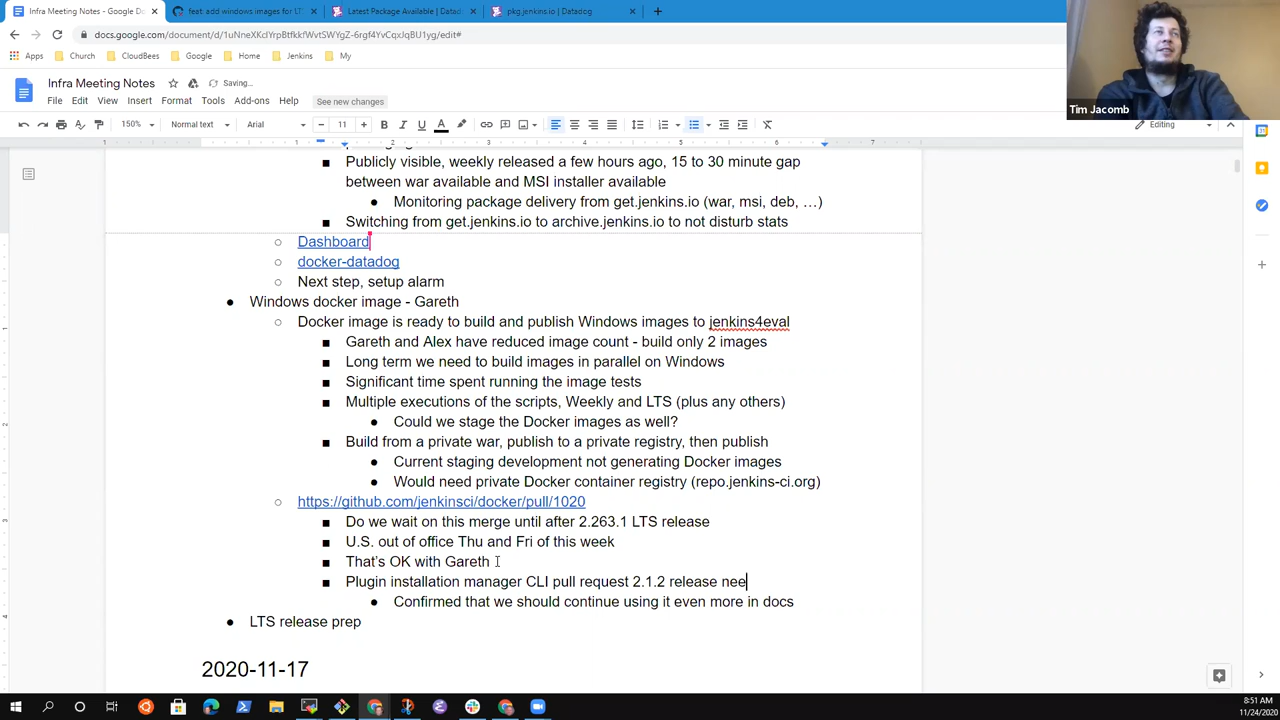 Infra Meeting Notes - Google Do
feat: add windows images for LT
Latest Package Available | Datad
pkg.jenkins.io | Datadog
docs.google.com/document/d/1uNneXKcIYrpBtfkkfWvtSWYgZ-6rgf4YvCqxJqBU1yg/edit#
Apps
Church
CloudBees
Google
Home
Jenkins
My
Infra Meeting Notes
Saving...
File Edit View Insert Format Tools Add-ons Help
See new changes
150% Normal text Arial 11
Editing
Tim Jacomb
Publicly visible, weekly released a few hours ago, 15 to 30 minute gap
between war available and MSI installer available
Monitoring package delivery from get.jenkins.io (war, msi, deb, …)
Switching from get.jenkins.io to archive.jenkins.io to not disturb stats
Dashboard
docker-datadog
Next step, setup alarm
Windows docker image - Gareth
Docker image is ready to build and publish Windows images to jenkins4eval
Gareth and Alex have reduced image count - build only 2 images
Long term we need to build images in parallel on Windows
Significant time spent running the image tests
Multiple executions of the scripts, Weekly and LTS (plus any others)
Could we stage the Docker images as well?
Build from a private war, publish to a private registry, then publish
Current staging development not generating Docker images
Would need private Docker container registry (repo.jenkins-ci.org)
https://github.com/jenkinsci/docker/pull/1020
Do we wait on this merge until after 2.263.1 LTS release
U.S. out of office Thu and Fri of this week
That's OK with Gareth
Plugin installation manager CLI pull request 2.1.2 release nee
Confirmed that we should continue using it even more in docs
LTS release prep
2020-11-17
8:51 AM
11/24/2020